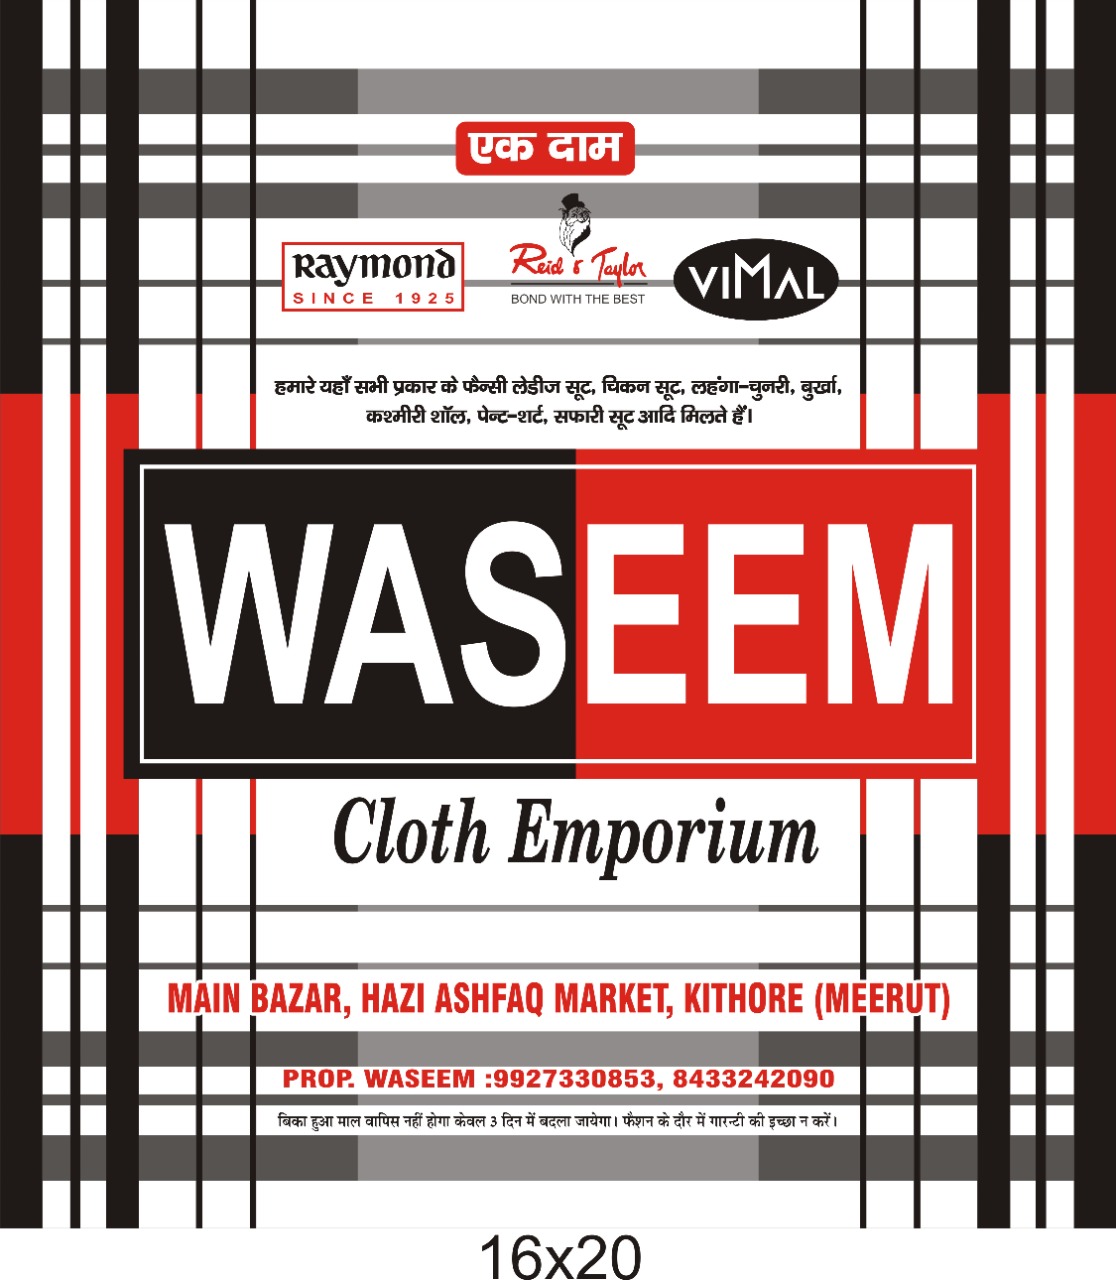 एक दाम
Raymond
SINCE 1925
Reid & Taylor
BOND WITH THE BEST
VIMAL
हमारे यहाँ सभी प्रकार के फैन्सी लेडीज सूट, चिकन सूट, लहंगा-चुनरी, बुर्खा,
कश्मीरी शॉल, पेन्ट-शर्ट, सफारी सूट आदि मिलते हैं।
WASEEM
Cloth Emporium
MAIN BAZAR, HAZI ASHFAQ MARKET, KITHORE (MEERUT)
PROP. WASEEM :9927330853, 8433242090
बिका हुआ माल वापिस नहीं होगा केवल 3 दिन में बदला जायेगा। फैशन के दौर में गारन्टी की इच्छा न करें।
16x20